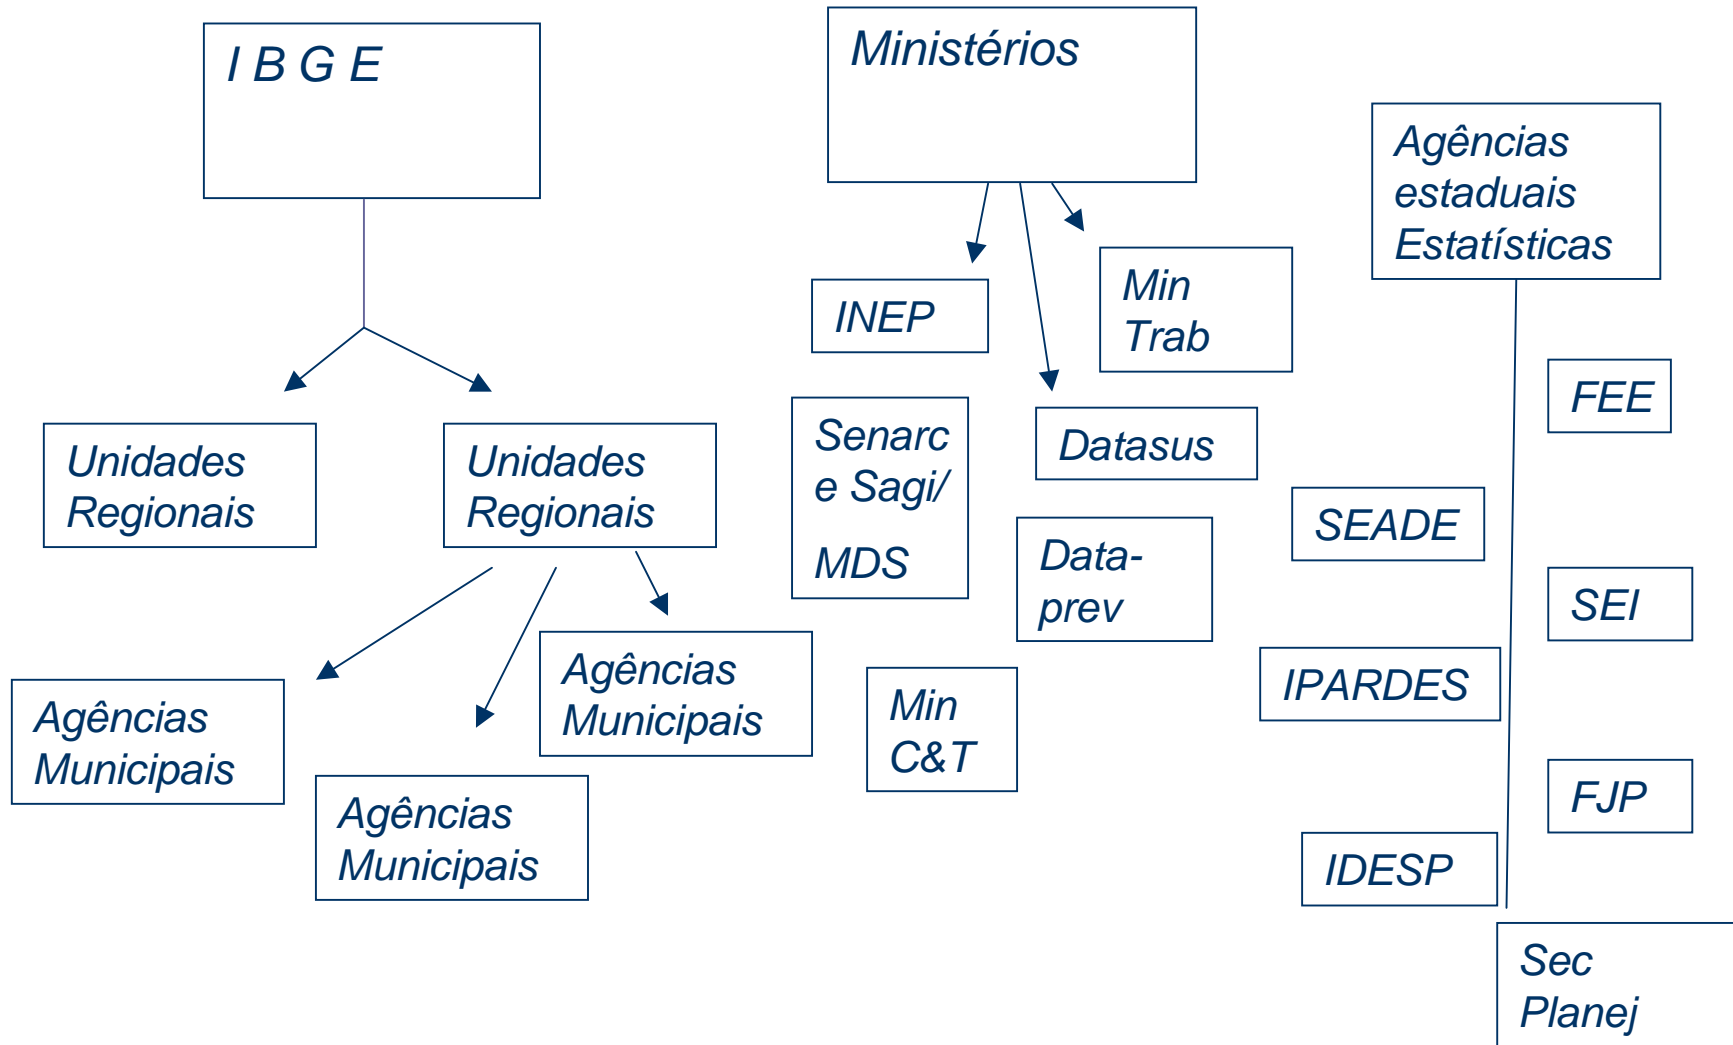 I B G E
Unidades
Regionais
Unidades
Regionais
Agências
Municipais
Agências
Municipais
Agências
Municipais
Ministérios
INEP
Min
Trab
Senarc
e Sagi/
MDS
Datasus
Data-
prev
Min
C&T
Agências
estaduais
Estatísticas
FEE
SEADE
SEI
IPARDES
FJP
IDESP
Sec
Planej